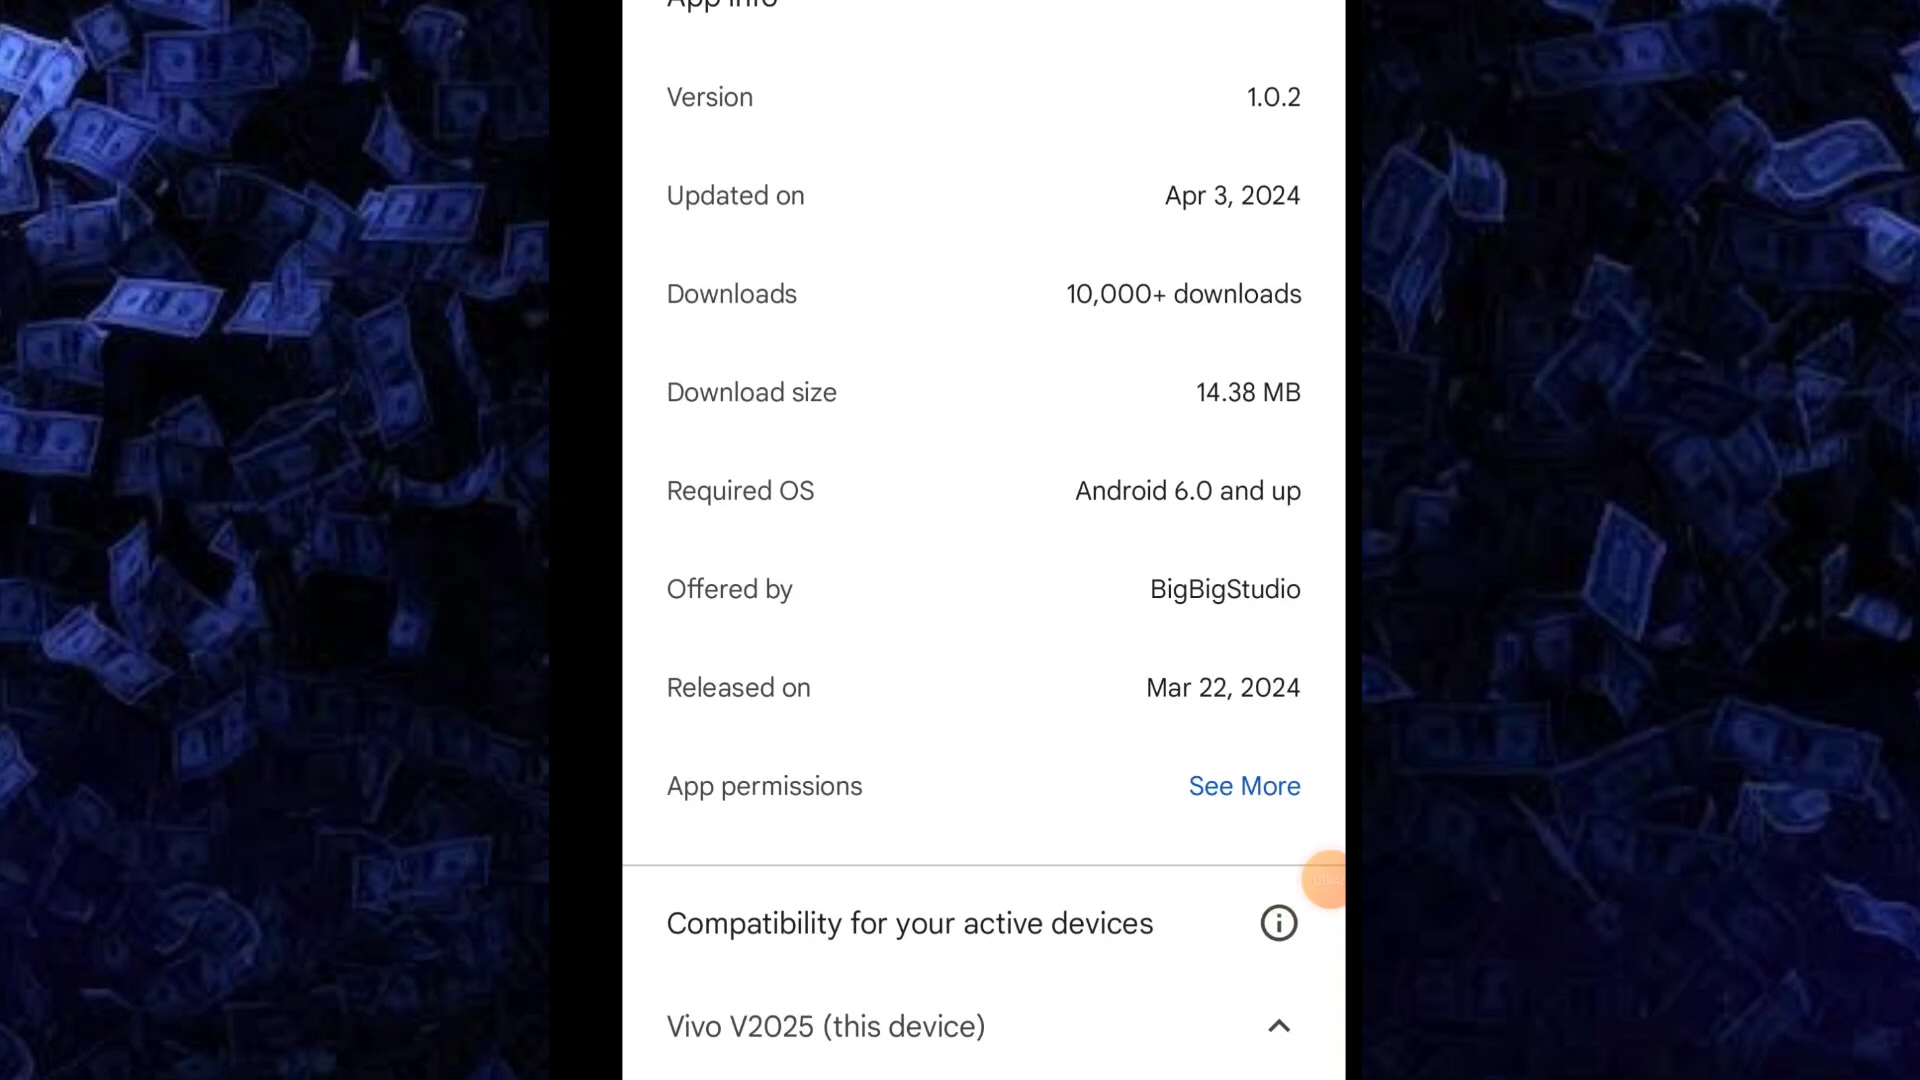 App info
Version 1.0.2
Updated on Apr 3, 2024
Downloads 10,000+ downloads
Download size 14.38 MB
Required OS Android 6.0 and up
Offered by BigBigStudio
Released on Mar 22, 2024
App permissions See More
Compatibility for your active devices
Vivo V2025 (this device)